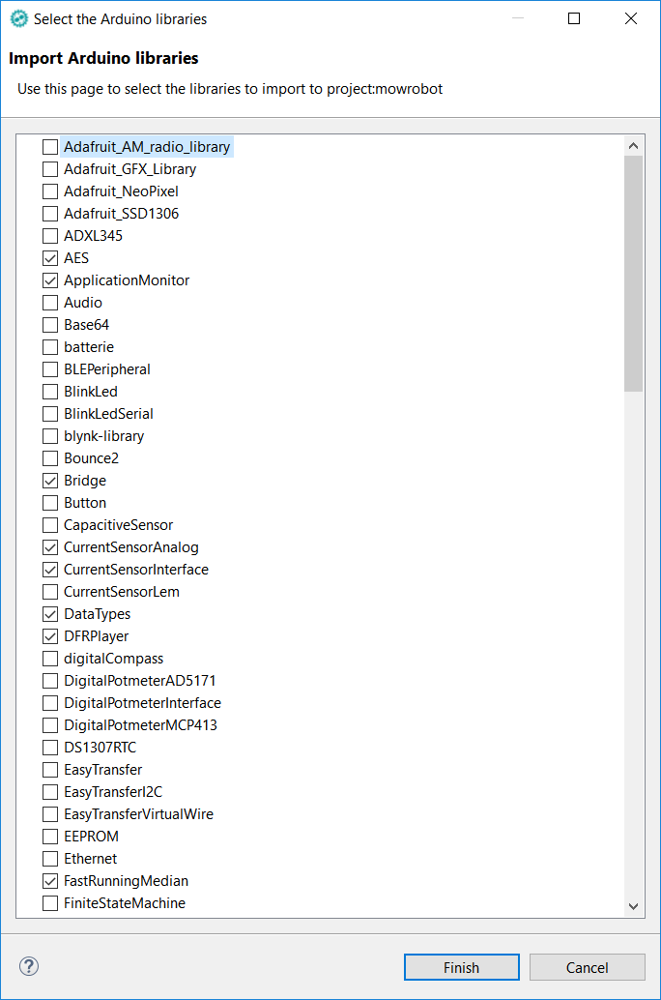 Select the Arduino libraries
Import Arduino libraries
Use this page to select the libraries to import to project:mowrobot
Adafruit_AM_radio_library
Adafruit_GFX_Library
Adafruit_NeoPixel
Adafruit_SSD1306
ADXL345
AES
ApplicationMonitor
Audio
Base64
batterie
BLEPeripheral
BlinkLed
BlinkLedSerial
blynk-library
Bounce2
Bridge
Button
CapacitiveSensor
CurrentSensorAnalog
CurrentSensorInterface
CurrentSensorLem
DataTypes
DFRPlayer
digitalCompass
DigitalPotmeterAD5171
DigitalPotmeterInterface
DigitalPotmeterMCP413
DS1307RTC
EasyTransfer
EasyTransferI2C
EasyTransferVirtualWire
EEPROM
Ethernet
FastRunningMedian
FiniteStateMachine
?
Finish
Cancel